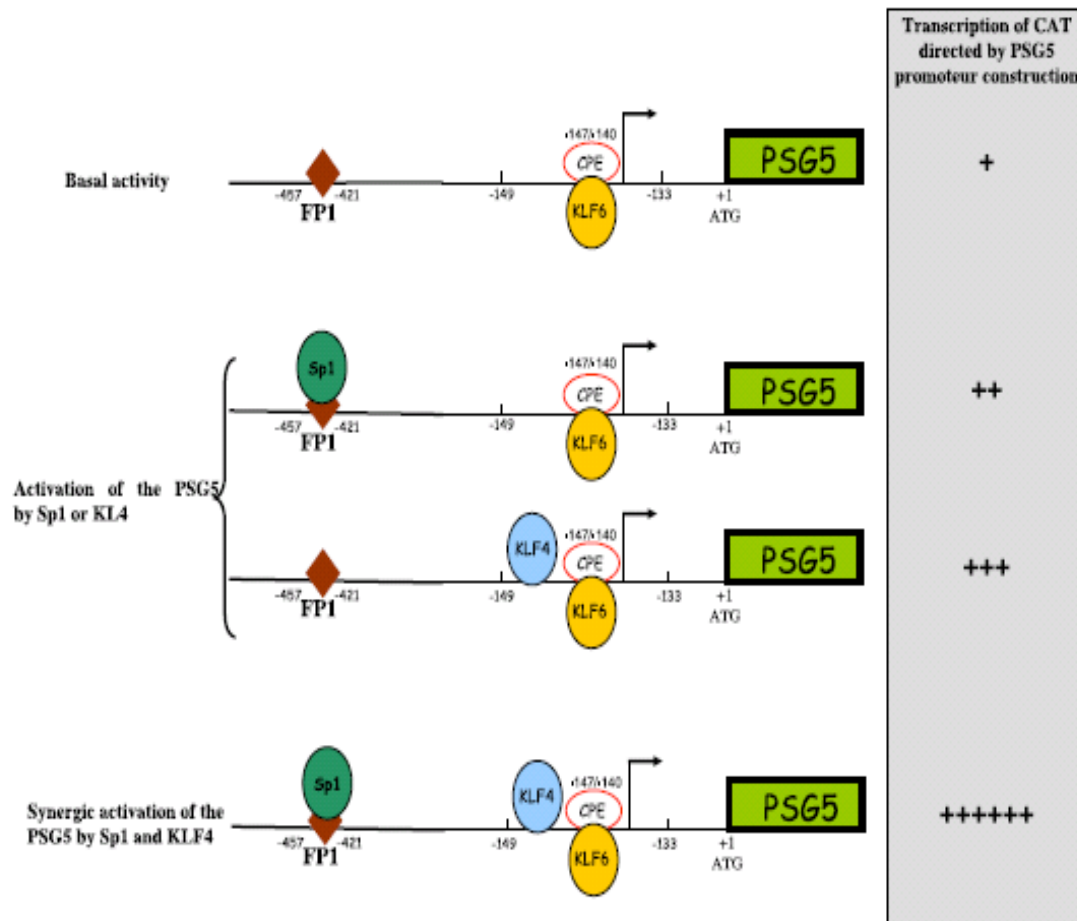 Transcription of CAT
directed by PSG5
promoteur construction
Basal activity
-457
-421
FP1
-149
-147/-140
CPE
KLF6
-133
+1
ATG
PSG5
+
Activation of the PSG5
by Sp1 or KL4
Sp1
-457
-421
FP1
-149
-147/-140
CPE
KLF6
-133
+1
ATG
PSG5
++
-457
-421
FP1
-149
KLF4
-147/-140
CPE
KLF6
-133
+1
ATG
PSG5
+++
Synergic activation of the
PSG5 by Sp1 and KLF4
Sp1
-457
-421
FP1
-149
KLF4
-147/-140
CPE
KLF6
-133
+1
ATG
PSG5
++++++